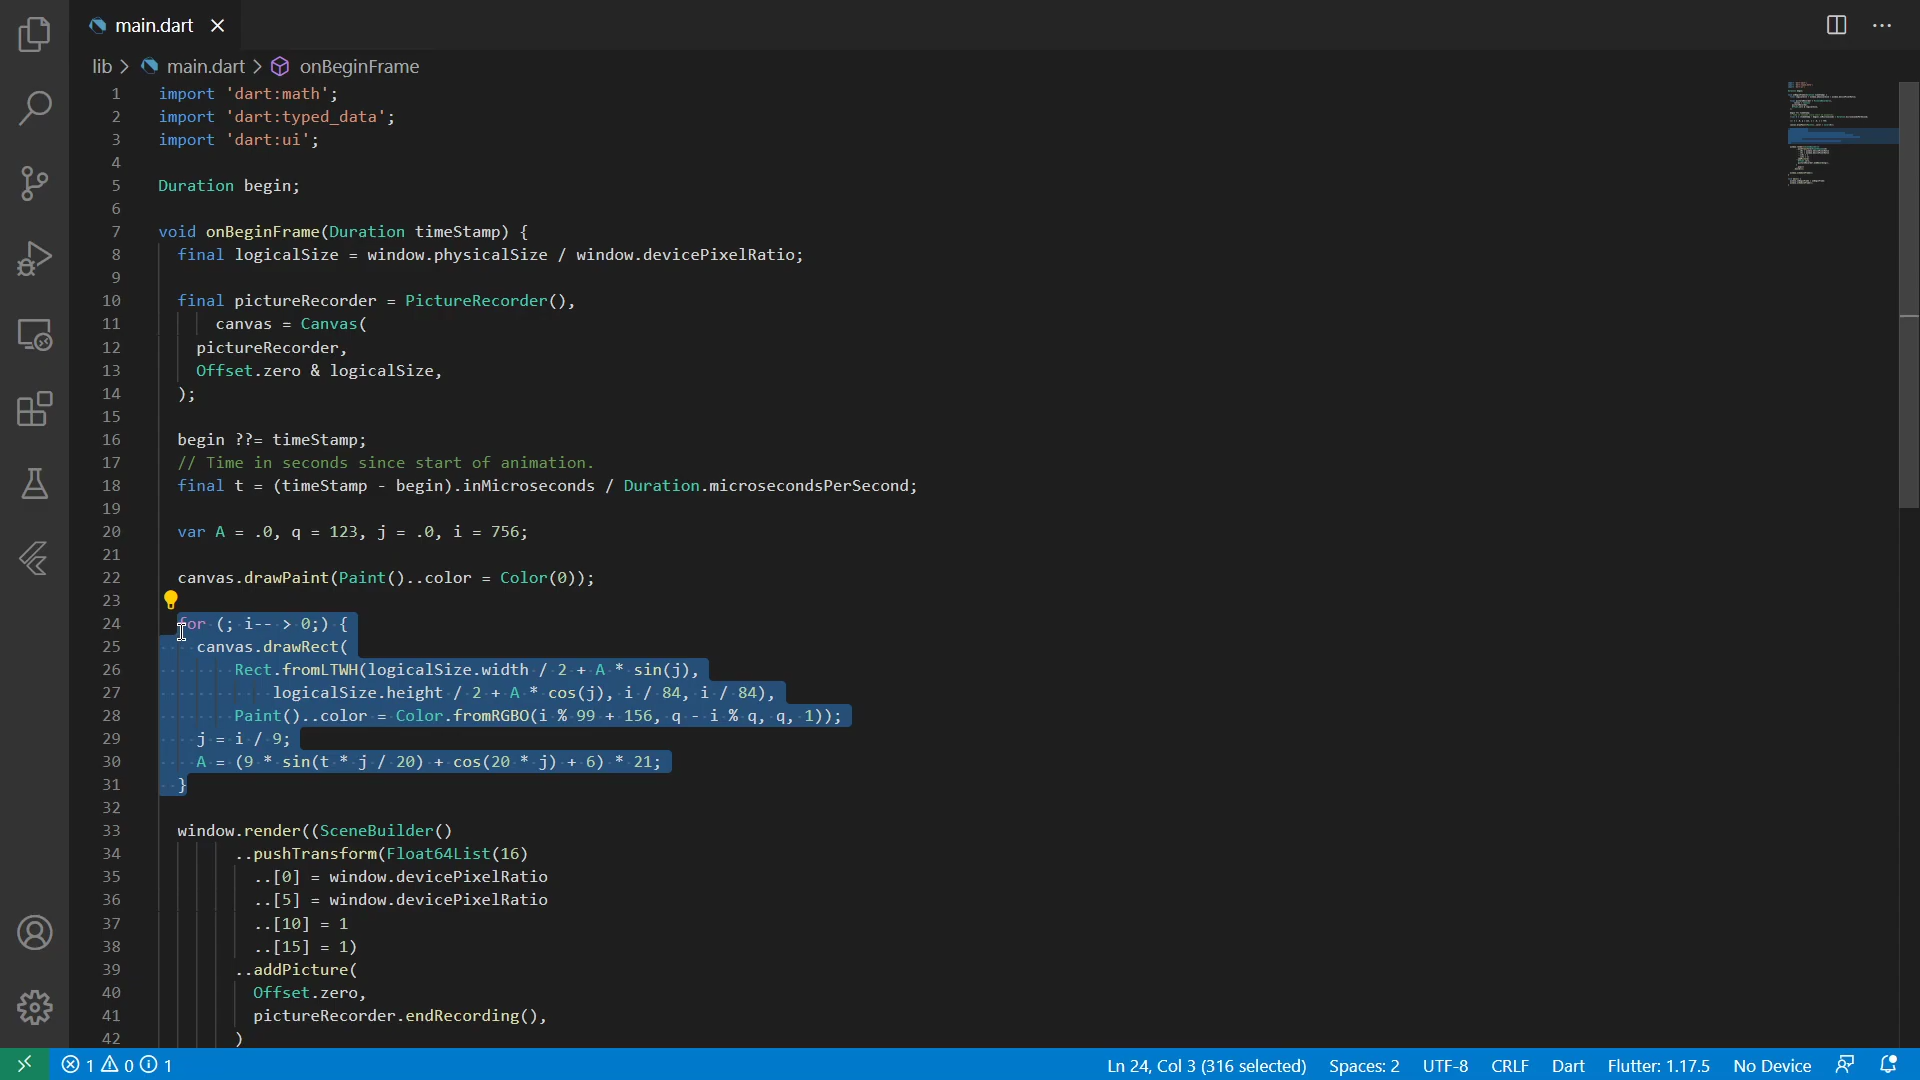 main.dart
lib > main.dart > onBeginFrame
1 import 'dart:math';
2 import 'dart:typed_data';
3 import 'dart:ui';
4
5 Duration begin;
6
7 void onBeginFrame(Duration timeStamp) {
8 final logicalSize = window.physicalSize / window.devicePixelRatio;
9
10 final pictureRecorder = PictureRecorder(),
11 canvas = Canvas(
12 pictureRecorder,
13 Offset.zero & logicalSize,
14 );
15
16 begin ??= timeStamp;
17 // Time in seconds since start of animation.
18 final t = (timeStamp - begin).inMicroseconds / Duration.microsecondsPerSecond;
19
20 var A = .0, q = 123, j = .0, i = 756;
21
22 canvas.drawPaint(Paint()..color = Color(0));
23
24 for (; i-- > 0;) {
25 canvas.drawRect(
26 Rect.fromLTWH(logicalSize.width / 2 + A * sin(j),
27 logicalSize.height / 2 + A * cos(j), i / 84, i / 84),
28 Paint()..color = Color.fromRGBO(i % 99 + 156, q - i % q, q, 1));
29 j = i / 9;
30 A = (9 * sin(t * j / 20) + cos(20 * j) + 6) * 21;
31 }
32
33 window.render((SceneBuilder()
34 ..pushTransform(Float64List(16)
35 ..[0] = window.devicePixelRatio
36 ..[5] = window.devicePixelRatio
37 ..[10] = 1
38 ..[15] = 1)
39 ..addPicture(
40 Offset.zero,
41 pictureRecorder.endRecording(),
42 )
1 0 1 Ln 24, Col 3 (316 selected) Spaces: 2 UTF-8 CRLF Dart Flutter: 1.17.5 No Device